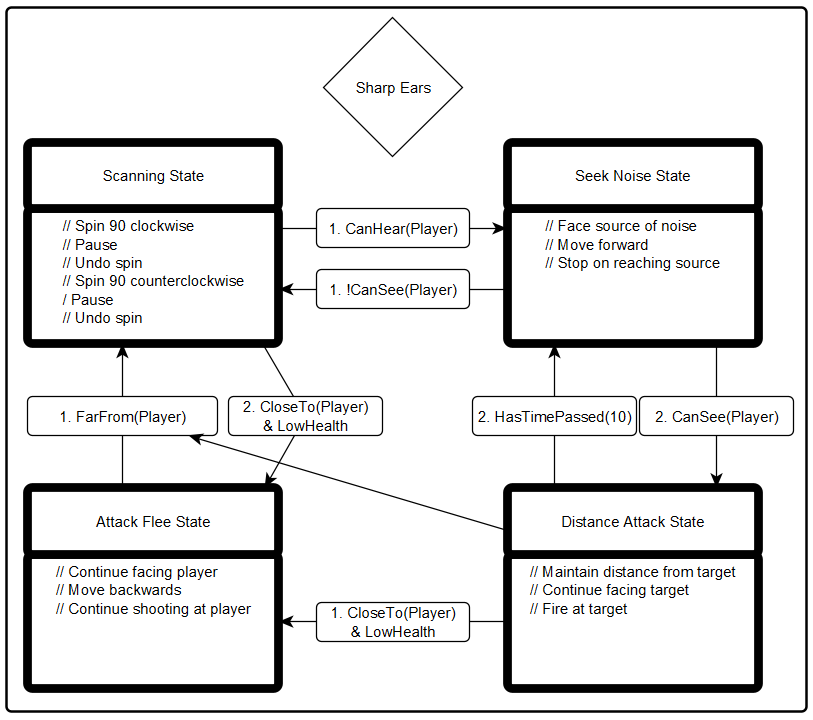 Sharp Ears
Scanning State
// Spin 90 clockwise
// Pause
// Undo spin
// Spin 90 counterclockwise
/ Pause
// Undo spin
1. CanHear(Player)
1. !CanSee(Player)
Seek Noise State
// Face source of noise
// Move forward
// Stop on reaching source
1. FarFrom(Player)
2. CloseTo(Player)
& LowHealth
2. HasTimePassed(10)
2. CanSee(Player)
Attack Flee State
// Continue facing player
// Move backwards
// Continue shooting at player
1. CloseTo(Player)
& LowHealth
Distance Attack State
// Maintain distance from target
// Continue facing target
// Fire at target